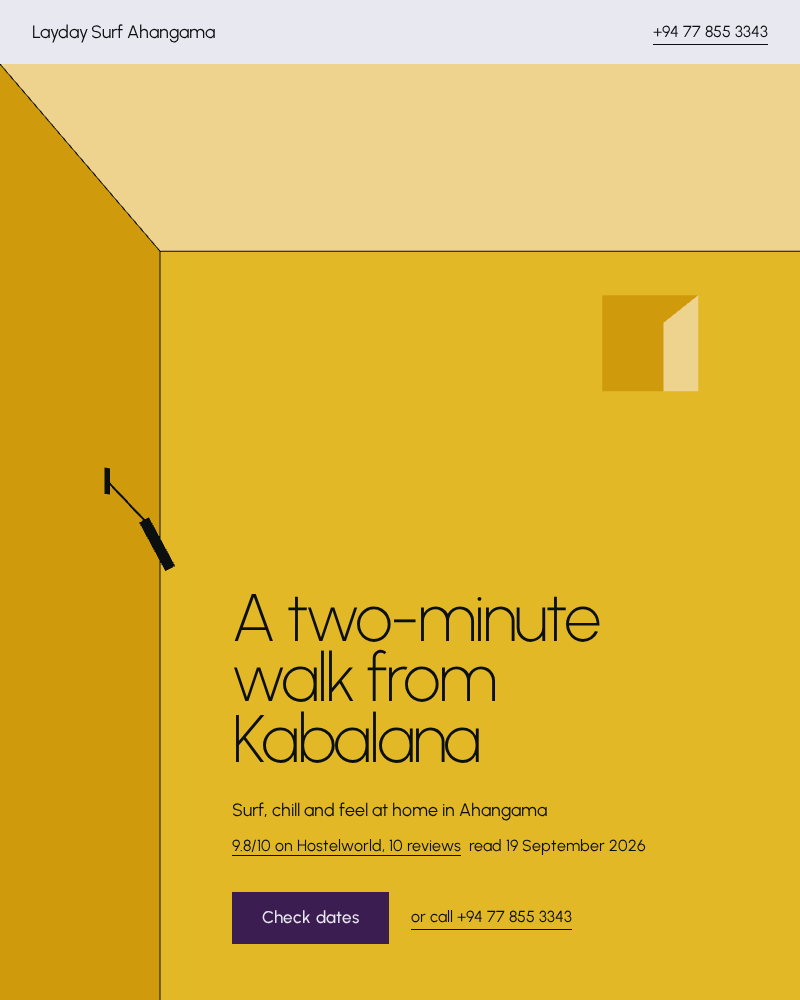 Layday Surf Ahangama
+94 77 855 3343
A two-minute
walk from
Kabalana
Surf, chill and feel at home in Ahangama
9.8/10 on Hostelworld, 10 reviews read 19 September 2026
Check dates
or call +94 77 855 3343